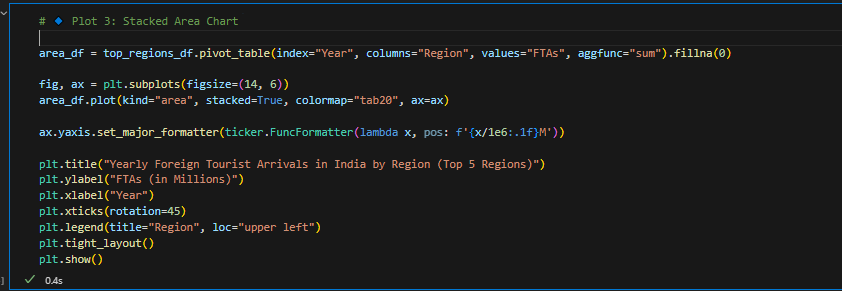 # 🔹 Plot 3: Stacked Area Chart
area_df = top_regions_df.pivot_table(index="Year", columns="Region", values="FTAs", aggfunc="sum").fillna(0)
fig, ax = plt.subplots(figsize=(14, 6))
area_df.plot(kind="area", stacked=True, colormap="tab20", ax=ax)
ax.yaxis.set_major_formatter(ticker.FuncFormatter(lambda x, pos: f'{x/1e6:.1f}M'))
plt.title("Yearly Foreign Tourist Arrivals in India by Region (Top 5 Regions)")
plt.ylabel("FTAs (in Millions)")
plt.xlabel("Year")
plt.xticks(rotation=45)
plt.legend(title="Region", loc="upper left")
plt.tight_layout()
plt.show()
] ✓ 0.4s